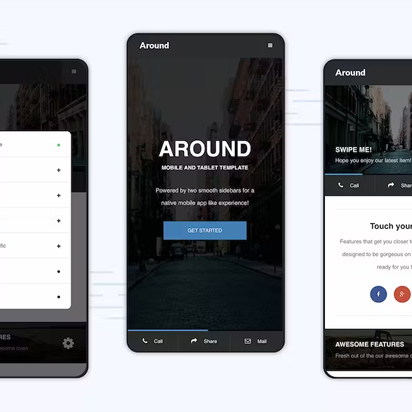 RES
Around
AROUND
MOBILE AND TABLET TEMPLATE
Powered by two smooth sidebars for a
native mobile app like experience!
GET STARTED
Call
Share
Mail
Around
SWIPE ME!
Hope you enjoy our latest item!
Call
Share
Touch your
Features that get you closer t
designed to be gorgeous on
ready for you t
AWESOME FEATURES
Fresh out of the our awesome c